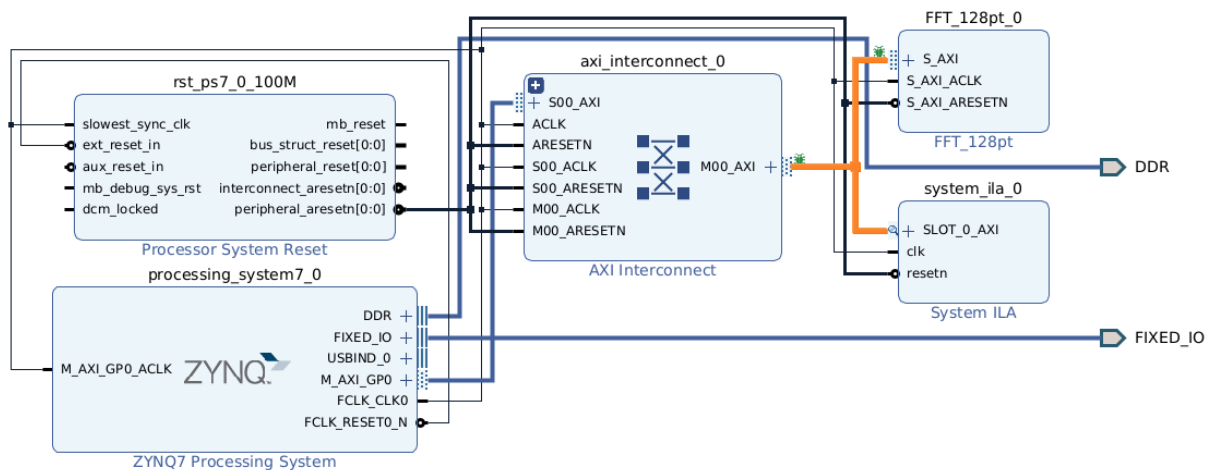 rst_ps7_0_100M
slowest_sync_clk
ext_reset_in
aux_reset_in
mb_debug_sys_rst
dcm_locked
mb_reset
bus_struct_reset[0:0]
peripheral_reset[0:0]
interconnect_aresetn[0:0]
peripheral_aresetn[0:0]
Processor System Reset
processing_system7_0
M_AXI_GP0_ACLK
ZYNQ
DDR
FIXED_IO
USBIND_0
M_AXI_GP0
FCLK_CLK0
FCLK_RESET0_N
ZYNQ7 Processing System
axi_interconnect_0
S00_AXI
ACLK
ARESETN
S00_ACLK
S00_ARESETN
M00_ACLK
M00_ARESETN
M00_AXI
AXI Interconnect
FFT_128pt_0
S_AXI
S_AXI_ACLK
S_AXI_ARESETN
FFT_128pt
system_ila_0
SLOT_0_AXI
clk
resetn
System ILA
DDR
FIXED_IO